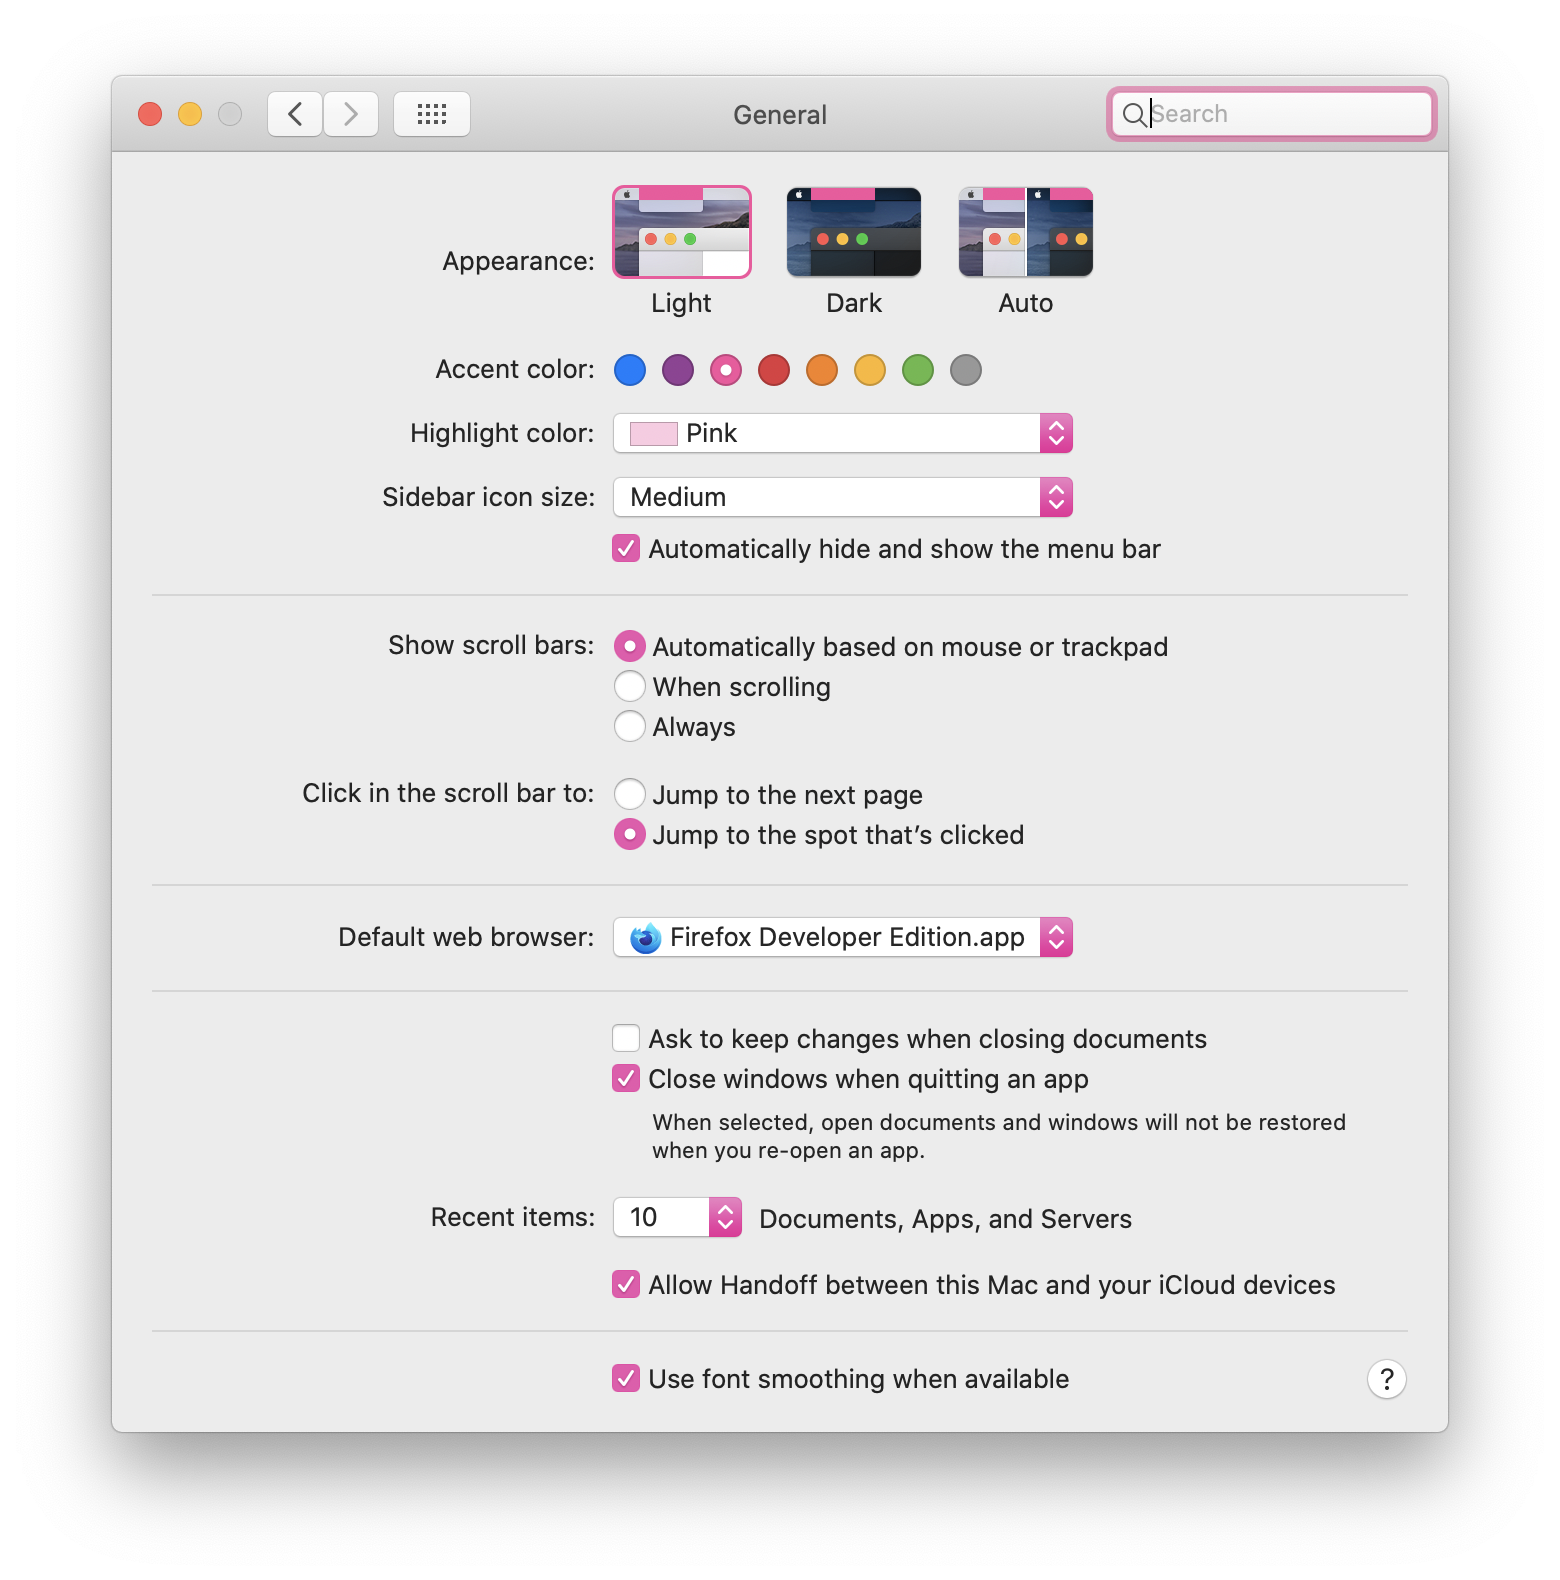 General
Search
Appearance:
Light
Dark
Auto
Accent color:
Highlight color:
Pink
Sidebar icon size:
Medium
Automatically hide and show the menu bar
Show scroll bars:
Automatically based on mouse or trackpad
When scrolling
Always
Click in the scroll bar to:
Jump to the next page
Jump to the spot that’s clicked
Default web browser:
Firefox Developer Edition.app
Ask to keep changes when closing documents
Close windows when quitting an app
When selected, open documents and windows will not be restored
when you re-open an app.
Recent items:
10
Documents, Apps, and Servers
Allow Handoff between this Mac and your iCloud devices
Use font smoothing when available
?